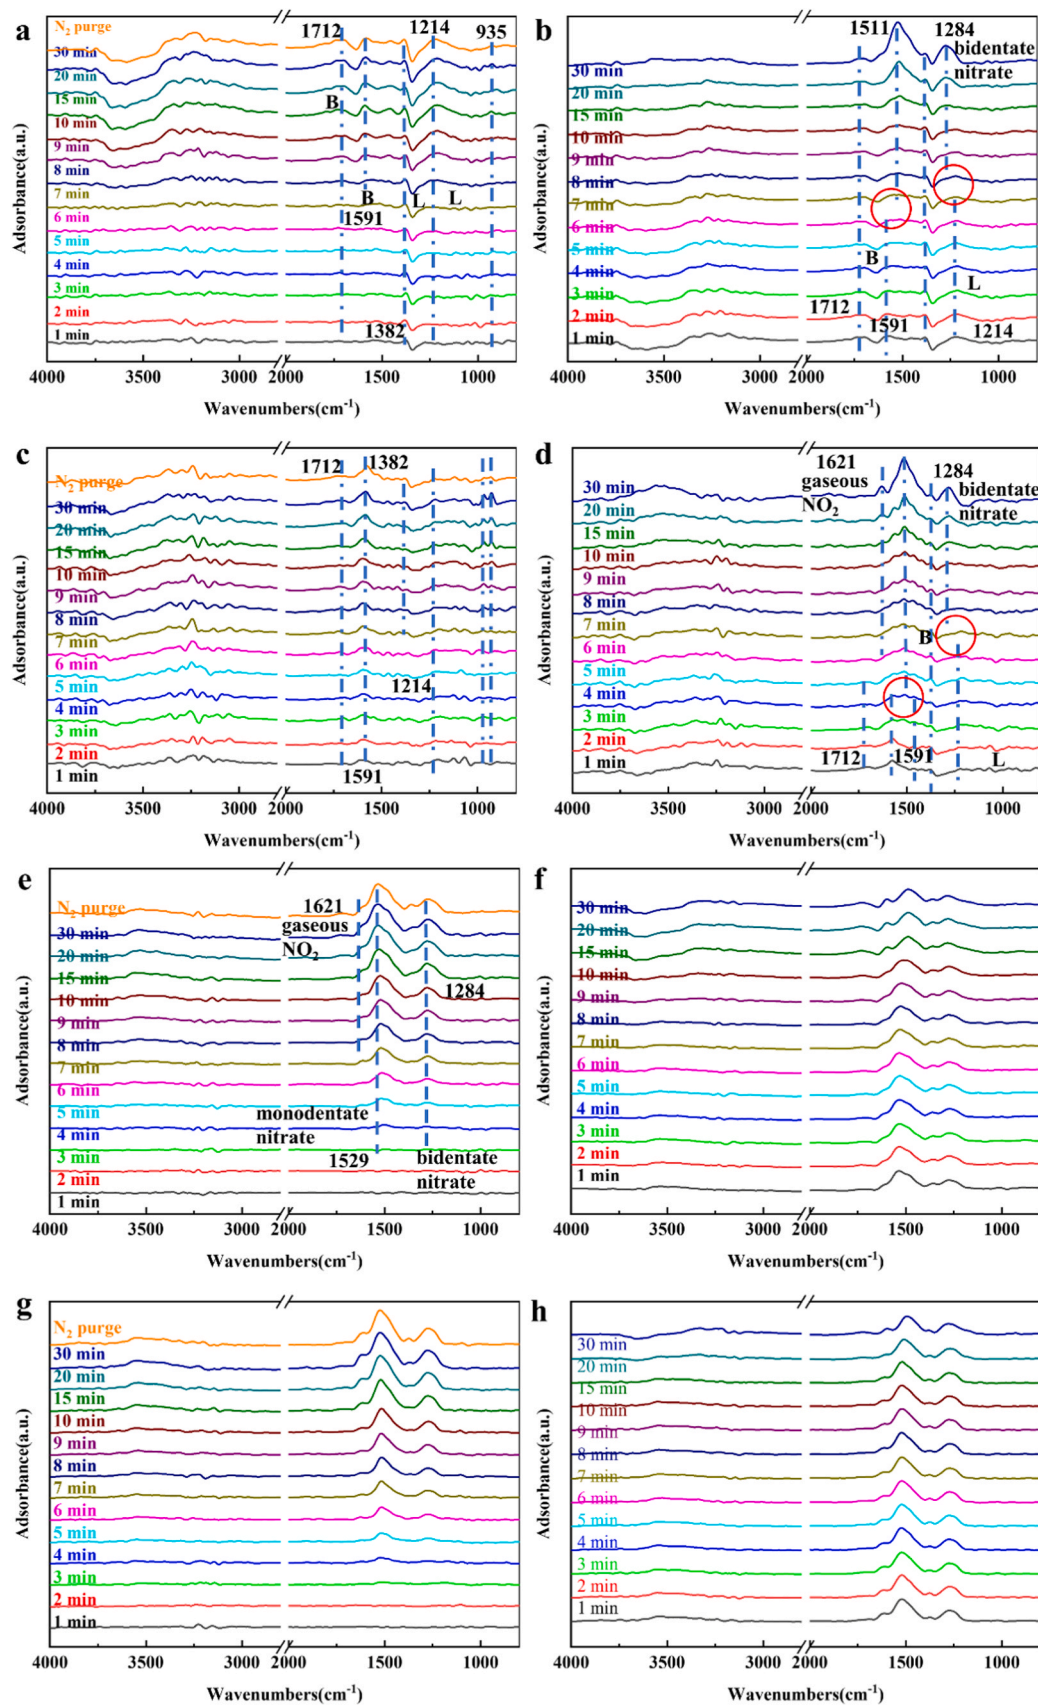 a
N₂ purge
30 min
20 min
15 min
10 min
9 min
8 min
7 min
6 min
5 min
4 min
3 min
2 min
1 min
1712
1591
1382
1214
935
B
B
L
L
Adsorbance(a.u.)
4000 3500 3000 2000 1500 1000
Wavenumbers(cm⁻¹)
b
30 min
20 min
15 min
10 min
9 min
8 min
7 min
6 min
5 min
4 min
3 min
2 min
1 min
1511
1284
bidentate
nitrate
B
L
1712
1591
1214
Adsorbance(a.u.)
4000 3500 3000 2000 1500 1000
Wavenumbers(cm⁻¹)
c
N₂ purge
30 min
20 min
15 min
10 min
9 min
8 min
7 min
6 min
5 min
4 min
3 min
2 min
1 min
1712
1382
1214
1591
Adsorbance(a.u.)
4000 3500 3000 2000 1500 1000
Wavenumbers(cm⁻¹)
d
30 min
20 min
15 min
10 min
9 min
8 min
7 min
6 min
5 min
4 min
3 min
2 min
1 min
1621
gaseous
NO₂
1284
bidentate
nitrate
B
1712
1591
L
Adsorbance(a.u.)
4000 3500 3000 2000 1500 1000
Wavenumbers(cm⁻¹)
e
N₂ purge
30 min
20 min
15 min
10 min
9 min
8 min
7 min
6 min
5 min
4 min
3 min
2 min
1 min
1621
gaseous
NO₂
1284
monodentate
nitrate
1529
bidentate
nitrate
Adsorbance(a.u.)
4000 3500 3000 2000 1500 1000
Wavenumbers(cm⁻¹)
f
30 min
20 min
15 min
10 min
9 min
8 min
7 min
6 min
5 min
4 min
3 min
2 min
1 min
Adsorbance(a.u.)
4000 3500 3000 2000 1500 1000
Wavenumbers(cm⁻¹)
g
N₂ purge
30 min
20 min
15 min
10 min
9 min
8 min
7 min
6 min
5 min
4 min
3 min
2 min
1 min
Adsorbance(a.u.)
4000 3500 3000 2000 1500 1000
Wavenumbers(cm⁻¹)
h
30 min
20 min
15 min
10 min
9 min
8 min
7 min
6 min
5 min
4 min
3 min
2 min
1 min
Adsorbance(a.u.)
4000 3500 3000 2000 1500 1000
Wavenumbers(cm⁻¹)